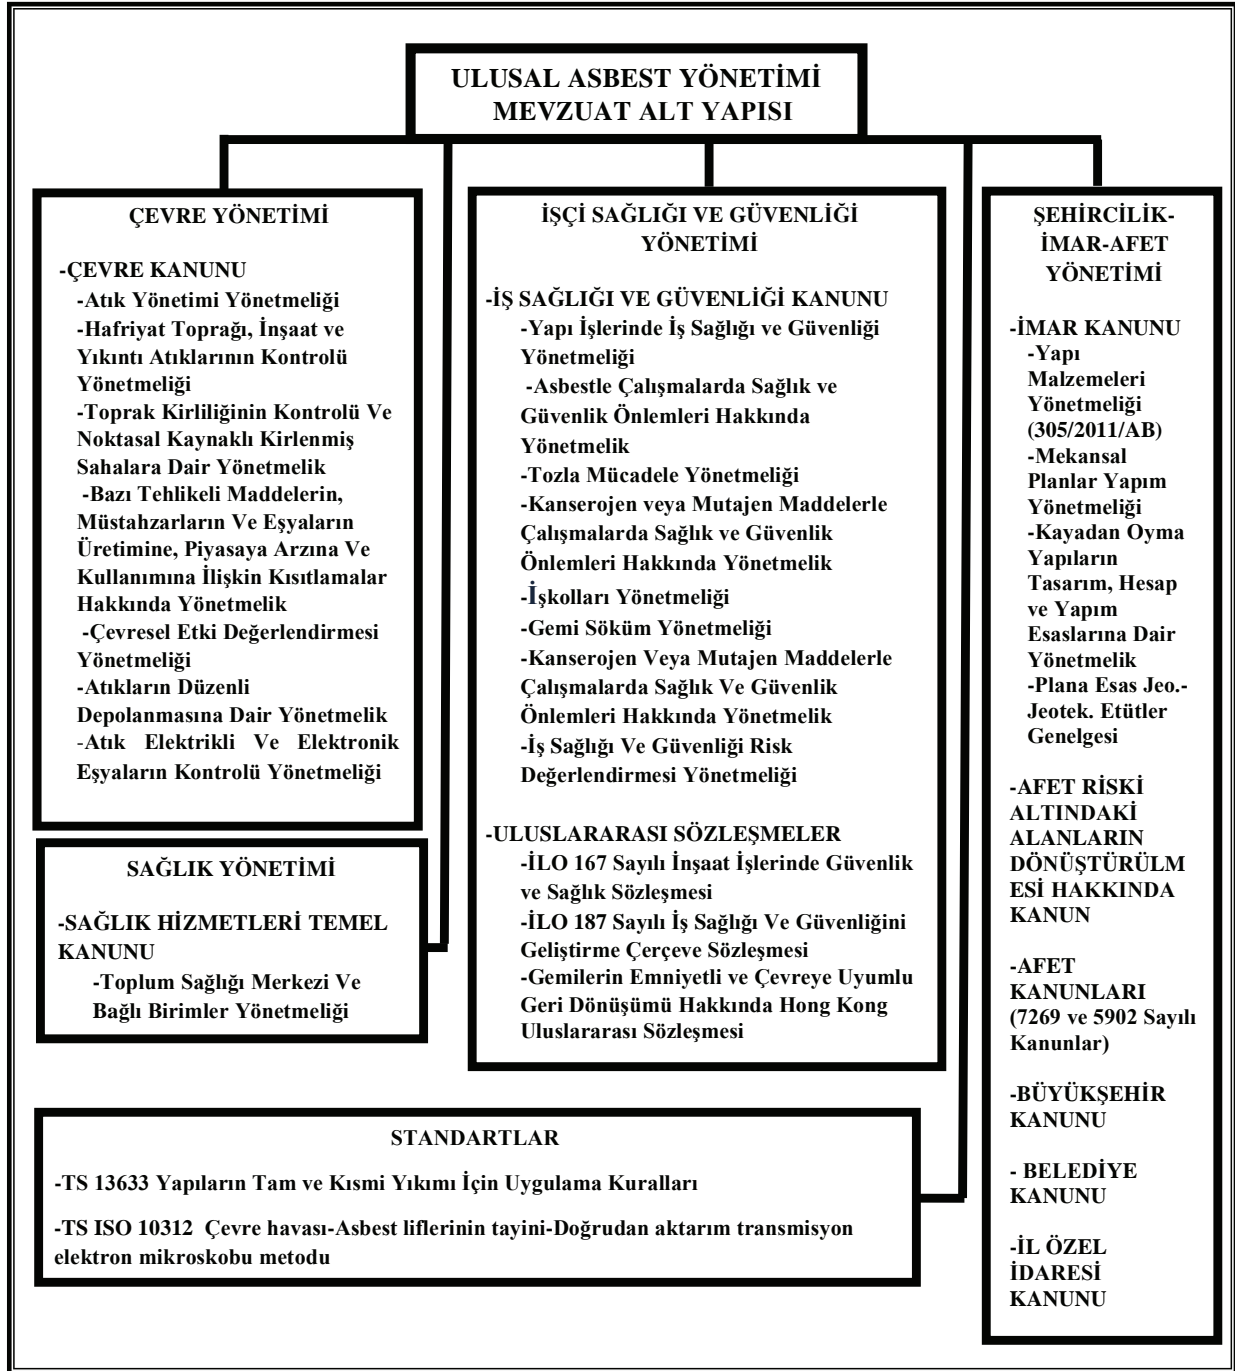 ULUSAL ASBEST YÖNETİMİ
MEVZUAT ALT YAPISI
ÇEVRE YÖNETİMİ
-ÇEVRE KANUNU
-Atık Yönetimi Yönetmeliği
-Hafriyat Toprağı, İnşaat ve
Yıkıntı Atıklarının Kontrolü
Yönetmeliği
-Toprak Kirliliğinin Kontrolü Ve
Noktasal Kaynaklı Kirlenmiş
Sahalara Dair Yönetmelik
-Bazı Tehlikeli Maddelerin,
Müstahzarların Ve Eşyaların
Üretimine, Piyasaya Arzına Ve
Kullanımına İlişkin Kısıtlamalar
Hakkında Yönetmelik
-Çevresel Etki Değerlendirmesi
Yönetmeliği
-Atıkların Düzenli
Depolanmasına Dair Yönetmelik
-Atık Elektrikli Ve Elektronik
Eşyaların Kontrolü Yönetmeliği
SAĞLIK YÖNETİMİ
-SAĞLIK HİZMETLERİ TEMEL
KANUNU
-Toplum Sağlığı Merkezi Ve
Bağlı Birimler Yönetmeliği
İŞÇİ SAĞLIĞI VE GÜVENLİĞİ
YÖNETİMİ
-İŞ SAĞLIĞI VE GÜVENLİĞİ KANUNU
-Yapı İşlerinde İş Sağlığı ve Güvenliği
Yönetmeliği
-Asbestle Çalışmalarda Sağlık ve
Güvenlik Önlemleri Hakkında
Yönetmelik
-Tozla Mücadele Yönetmeliği
-Kanserojen veya Mutajen Maddelerle
Çalışmalarda Sağlık ve Güvenlik
Önlemleri Hakkında Yönetmelik
-İşkolları Yönetmeliği
-Gemi Söküm Yönetmeliği
-Kanserojen Veya Mutajen Maddelerle
Çalışmalarda Sağlık Ve Güvenlik
Önlemleri Hakkında Yönetmelik
-İş Sağlığı Ve Güvenliği Risk
Değerlendirmesi Yönetmeliği
-ULUSLARARASI SÖZLEŞMELER
-İLO 167 Sayılı İnşaat İşlerinde Güvenlik
ve Sağlık Sözleşmesi
-İLO 187 Sayılı İş Sağlığı Ve Güvenliğini
Geliştirme Çerçeve Sözleşmesi
-Gemilerin Emniyetli ve Çevreye Uyumlu
Geri Dönüşümü Hakkında Hong Kong
Uluslararası Sözleşmesi
ŞEHİRCİLİK-
İMAR-AFET
YÖNETİMİ
-İMAR KANUNU
-Yapı
Malzemeleri
Yönetmeliği
(305/2011/AB)
-Mekansal
Planlar Yapım
Yönetmeliği
-Kayadan Oyma
Yapıların
Tasarım, Hesap
ve Yapım
Esaslarına Dair
Yönetmelik
-Plana Esas Jeo.-
Jeotek. Etütler
Genelgesi
-AFET RİSKİ
ALTINDAKİ
ALANLARIN
DÖNÜŞTÜRÜLM
ESİ HAKKINDA
KANUN
-AFET
KANUNLARI
(7269 ve 5902 Sayılı
Kanunlar)
-BÜYÜKŞEHİR
KANUNU
- BELEDİYE
KANUNU
-İL ÖZEL
İDARESİ
KANUNU
STANDARTLAR
-TS 13633 Yapıların Tam ve Kısmi Yıkımı İçin Uygulama Kuralları
-TS ISO 10312 Çevre havası-Asbest liflerinin tayini-Doğrudan aktarım transmisyon
elektron mikroskobu metodu